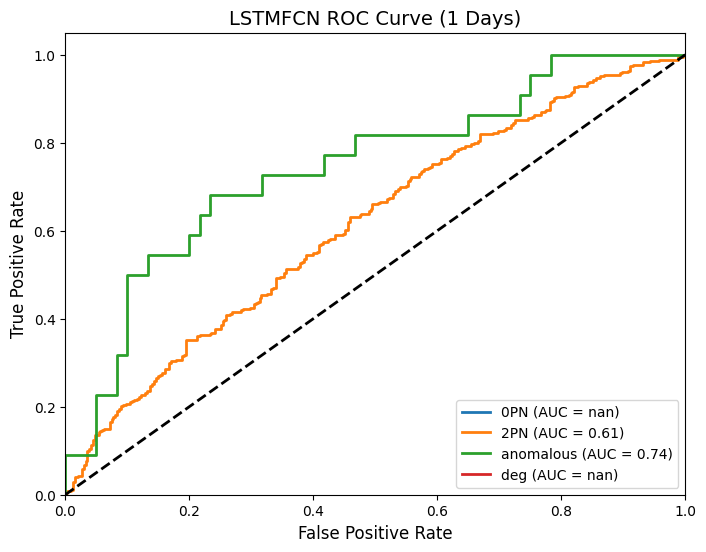 LSTMFCN ROC Curve (1 Days)
True Positive Rate
1.0
0.8
0.6
0.4
0.2
0.0
0PN (AUC = nan)
2PN (AUC = 0.61)
anomalous (AUC = 0.74)
deg (AUC = nan)
0.0 0.2 0.4 0.6 0.8 1.0
False Positive Rate